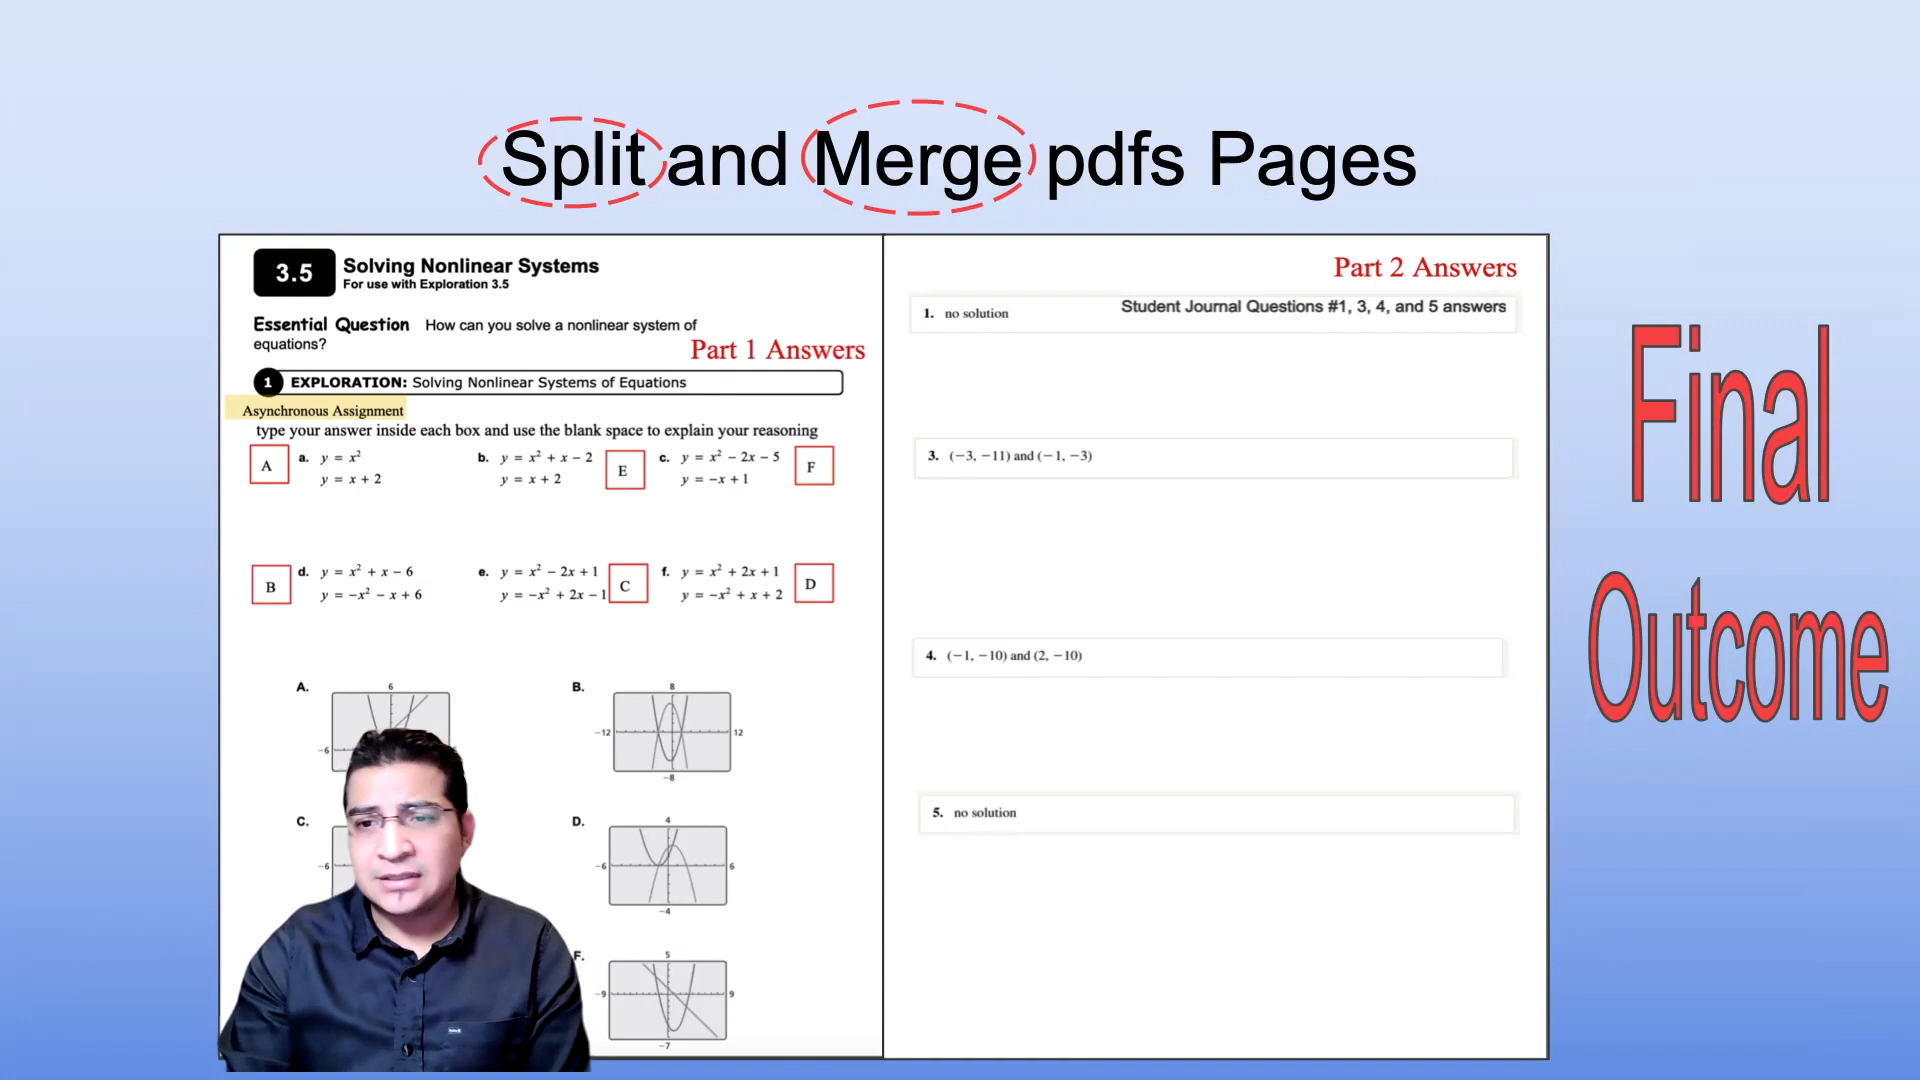 Split and Merge pdfs Pages
3.5 Solving Nonlinear Systems
For use with Exploration 3.5
Essential Question How can you solve a nonlinear system of
equations?
Part 1 Answers
1 EXPLORATION: Solving Nonlinear Systems of Equations
Asynchronous Assignment
type your answer inside each box and use the blank space to explain your reasoning
A a. y = x² b. y = x² + x − 2 E c. y = x² − 2x − 5 F
y = x + 2 y = x + 2 y = −x + 1
B d. y = x² + x − 6 e. y = x² − 2x + 1 C f. y = x² + 2x + 1 D
y = −x² − x + 6 y = −x² + 2x − 1 y = −x² + x + 2
A. 6 B. 8
−6 −12 12
−8
C. D. 4
−6 −6 6
−4
F. 5
−9 9
−7
Part 2 Answers
Student Journal Questions #1, 3, 4, and 5 answers
1. no solution
3. (−3, −11) and (−1, −3)
4. (−1, −10) and (2, −10)
5. no solution
Final
Outcome